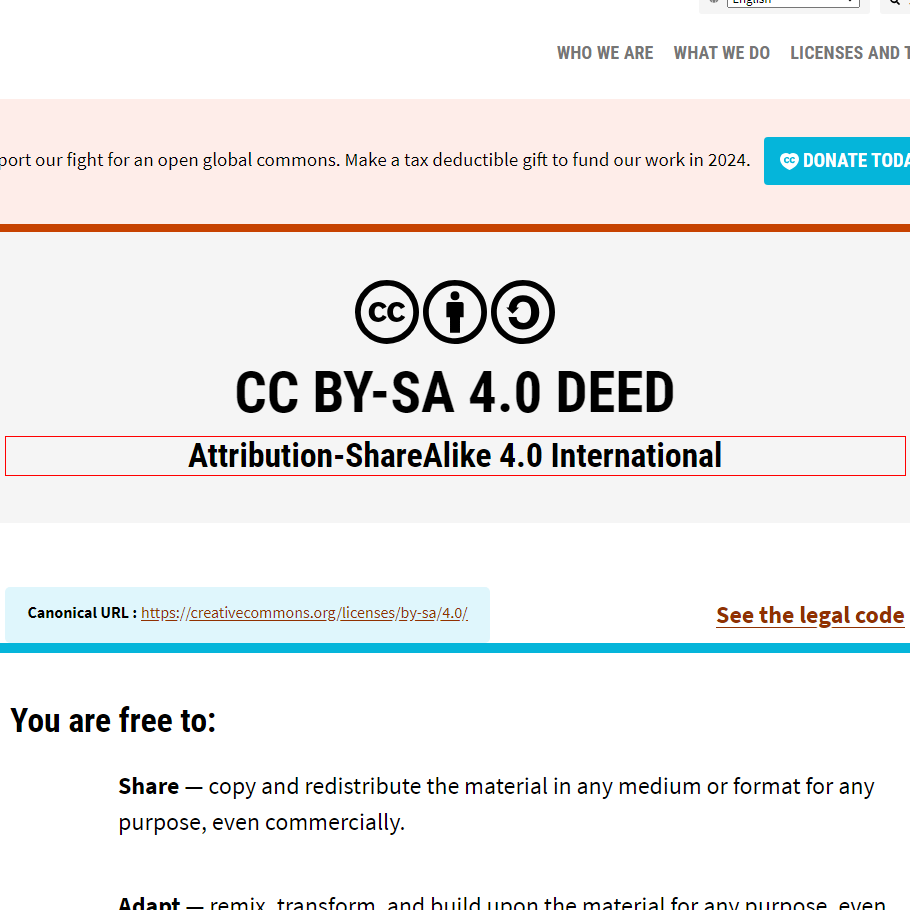 English
WHO WE ARE WHAT WE DO LICENSES AND
port our fight for an open global commons. Make a tax deductible gift to fund our work in 2024.
DONATE TODA
CC BY-SA 4.0 DEED
Attribution-ShareAlike 4.0 International
Canonical URL : https://creativecommons.org/licenses/by-sa/4.0/
See the legal code
You are free to:
Share — copy and redistribute the material in any medium or format for any
purpose, even commercially.
Adapt — remix, transform, and build upon the material for any purpose, even